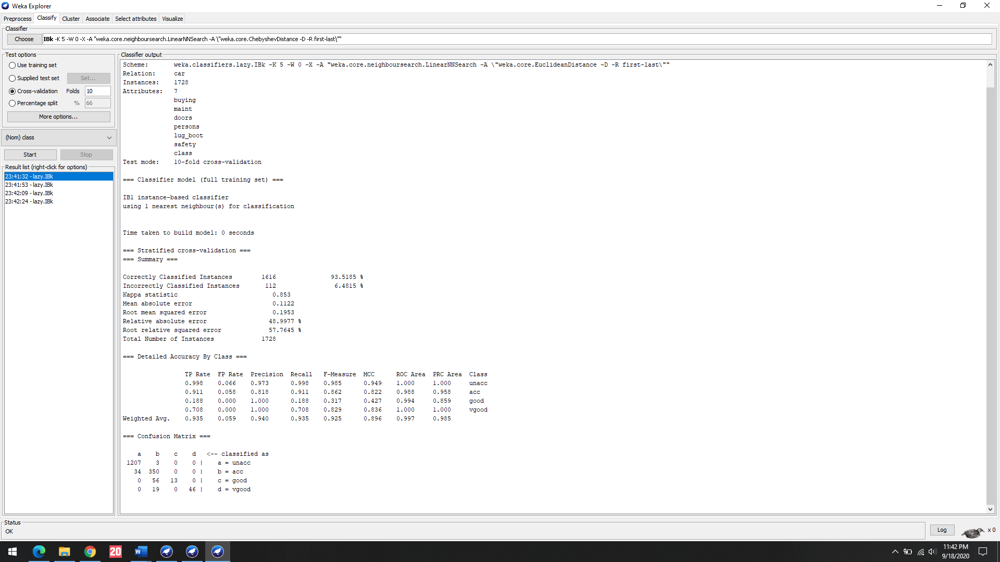 Weka Explorer
Preprocess Classify Cluster Associate Select attributes Visualize
Classifier
Choose IBk -K 5 -W 0 -X -A "weka.core.neighboursearch.LinearNNSearch -A \"weka.core.ChebyshevDistance -D -R first-last\""
Test options
Use training set
Supplied test set Set...
Cross-validation Folds 10
Percentage split % 66
More options...
(Nom) class
Start Stop
Result list (right-click for options)
23:41:32 - lazy.IBk
23:41:53 - lazy.IBk
23:42:09 - lazy.IBk
23:42:24 - lazy.IBk
Classifier output
Scheme: weka.classifiers.lazy.IBk -K 5 -W 0 -X -A "weka.core.neighboursearch.LinearNNSearch -A \"weka.core.EuclideanDistance -D -R first-last\""
Relation: car
Instances: 1728
Attributes: 7
buying
maint
doors
persons
lug_boot
safety
class
Test mode: 10-fold cross-validation
=== Classifier model (full training set) ===
IB1 instance-based classifier
using 1 nearest neighbour(s) for classification
Time taken to build model: 0 seconds
=== Stratified cross-validation ===
=== Summary ===
Correctly Classified Instances 1616 93.5185 %
Incorrectly Classified Instances 112 6.4815 %
Kappa statistic 0.853
Mean absolute error 0.1122
Root mean squared error 0.1953
Relative absolute error 48.9977 %
Root relative squared error 57.7645 %
Total Number of Instances 1728
=== Detailed Accuracy By Class ===
TP Rate FP Rate Precision Recall F-Measure MCC ROC Area PRC Area Class
0.998 0.066 0.973 0.998 0.985 0.949 1.000 1.000 unacc
0.911 0.058 0.818 0.911 0.862 0.822 0.988 0.958 acc
0.188 0.000 1.000 0.188 0.317 0.427 0.994 0.859 good
0.708 0.000 1.000 0.708 0.829 0.836 1.000 1.000 vgood
Weighted Avg. 0.935 0.059 0.940 0.935 0.925 0.896 0.997 0.985
=== Confusion Matrix ===
a b c d <-- classified as
1207 3 0 0 | a = unacc
34 350 0 0 | b = acc
0 56 13 0 | c = good
0 19 0 46 | d = vgood
Status
OK
Log x 0
20
W
11:42 PM
9/18/2020